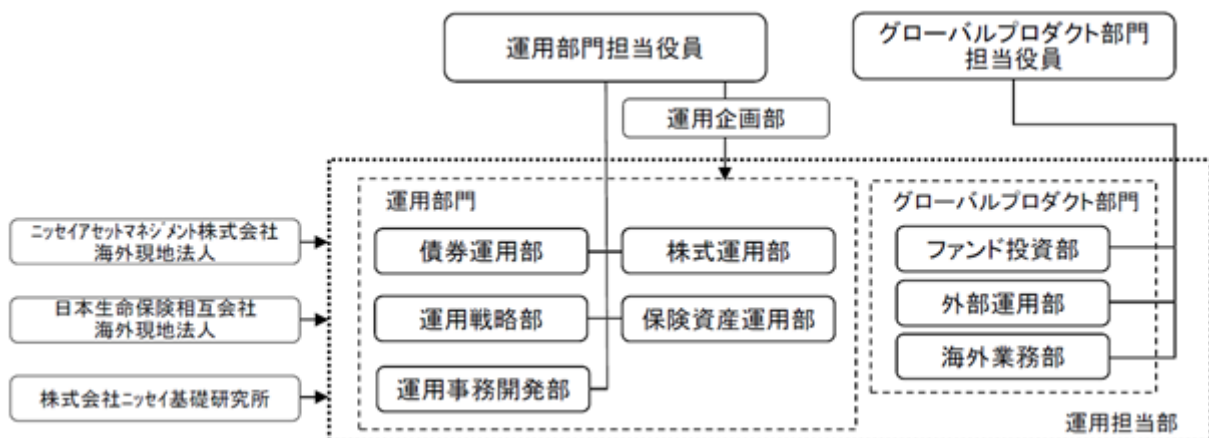 運用部門担当役員
グローバルプロダクト部門
担当役員
運用企画部
運用部門
グローバルプロダクト部門
ニッセイアセットマネジメント株式会社
海外現地法人
債券運用部
株式運用部
ファンド投資部
日本生命保険相互会社
海外現地法人
運用戦略部
保険資産運用部
外部運用部
海外業務部
株式会社ニッセイ基礎研究所
運用事務開発部
運用担当部